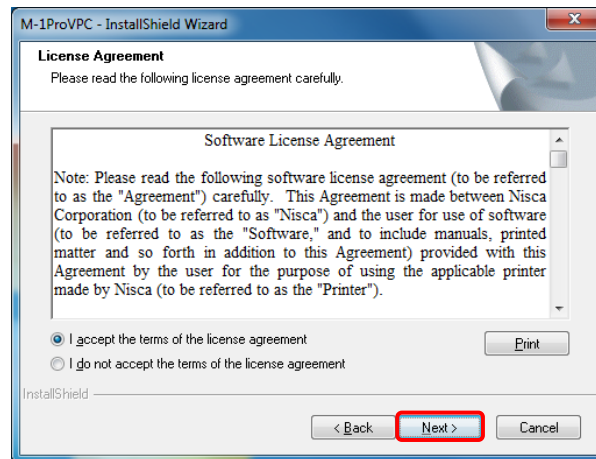 M-1ProVPC - InstallShield Wizard
License Agreement
Please read the following license agreement carefully.
Software License Agreement
Note: Please read the following software license agreement (to be referred
to as the "Agreement") carefully. This Agreement is made between Nisca
Corporation (to be referred to as "Nisca") and the user for use of software
(to be referred to as the "Software," and to include manuals, printed
matter and so forth in addition to this Agreement) provided with this
Agreement by the user for the purpose of using the applicable printer
made by Nisca (to be referred to as the "Printer").
I accept the terms of the license agreement
Print
I do not accept the terms of the license agreement
InstallShield
< Back Next > Cancel